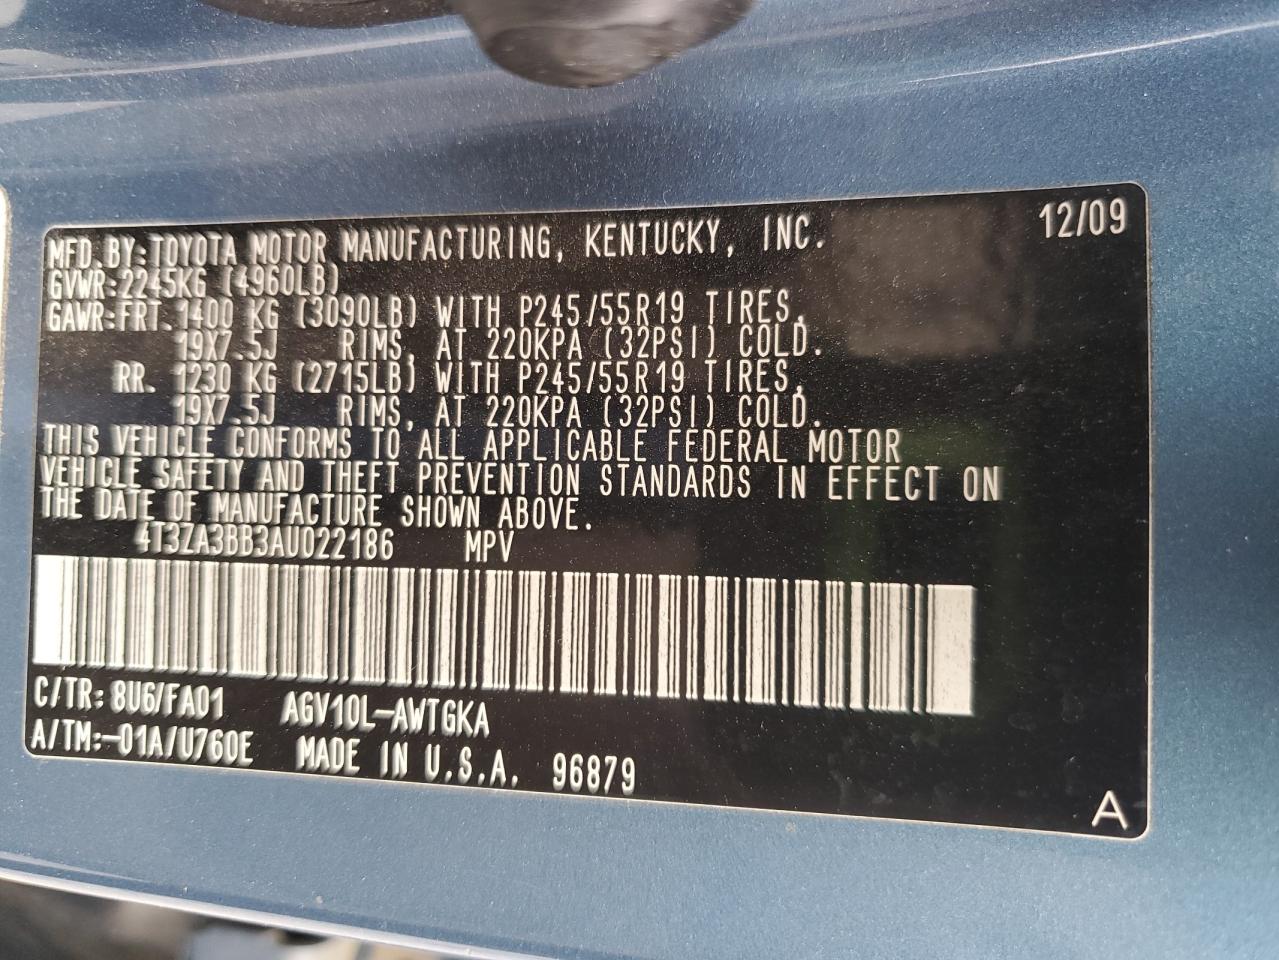 12/09
MFD.BY:TOYOTA MOTOR MANUFACTURING, KENTUCKY, INC.
GVWR:2245KG (4960LB)
GAWR:FRT.1400 KG (3090LB) WITH P245/55R19 TIRES,
19X7.5J RIMS, AT 220KPA (32PSI) COLD.
RR. 1230 KG (2715LB) WITH P245/55R19 TIRES,
19X7.5J RIMS, AT 220KPA (32PSI) COLD.
THIS VEHICLE CONFORMS TO ALL APPLICABLE FEDERAL MOTOR
VEHICLE SAFETY AND THEFT PREVENTION STANDARDS IN EFFECT ON
THE DATE OF MANUFACTURE SHOWN ABOVE.
4T3ZA3BB3AU022186 MPV
C/TR:8U6/FA01 AGV10L-AWTGKA
A/TM:-01A/U760E MADE IN U.S.A. 96879
A